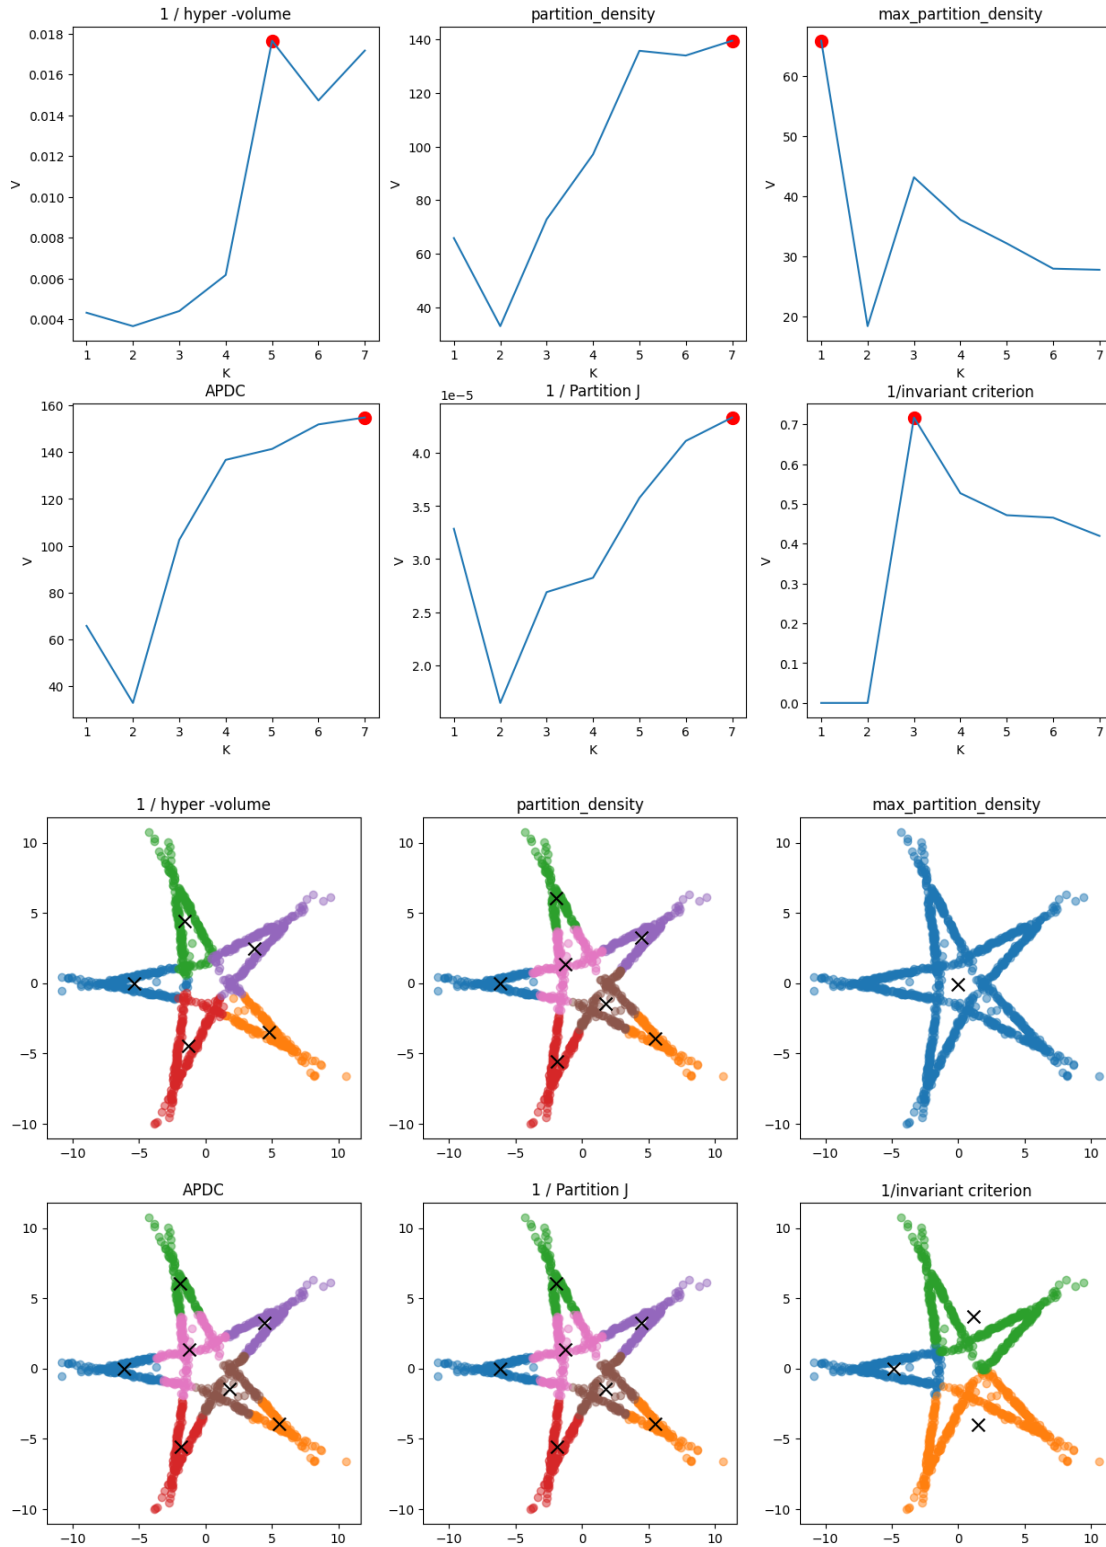 1 / hyper -volume
0.018
0.016
0.014
0.012
0.010
0.008
0.006
0.004
V
1 2 3 4 5 6 7
K
partition_density
140
120
100
80
60
40
V
1 2 3 4 5 6 7
K
max_partition_density
60
50
40
30
20
V
1 2 3 4 5 6 7
K
APDC
160
140
120
100
80
60
40
V
1 2 3 4 5 6 7
K
1 / Partition J
1e−5
4.0
3.5
3.0
2.5
2.0
V
1 2 3 4 5 6 7
K
1/invariant criterion
0.7
0.6
0.5
0.4
0.3
0.2
0.1
0.0
V
1 2 3 4 5 6 7
K
1 / hyper -volume
10
5
0
−5
−10
−10 −5 0 5 10
partition_density
10
5
0
−5
−10
−10 −5 0 5 10
max_partition_density
10
5
0
−5
−10
−10 −5 0 5 10
APDC
10
5
0
−5
−10
−10 −5 0 5 10
1 / Partition J
10
5
0
−5
−10
−10 −5 0 5 10
1/invariant criterion
10
5
0
−5
−10
−10 −5 0 5 10